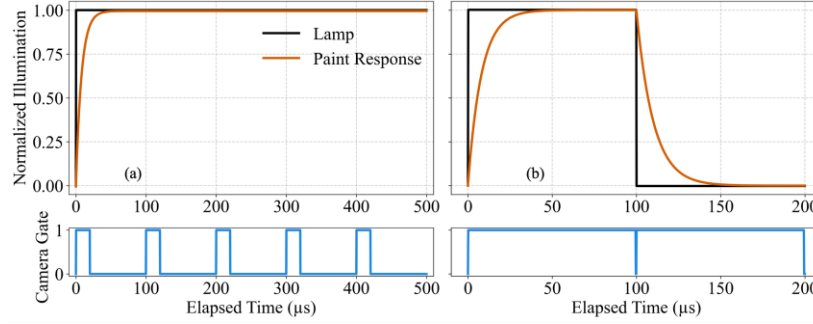 Normalized Illumination
1.00
0.75
0.50
0.25
0.00
Lamp
Paint Response
(a)
0 100 200 300 400 500
(b)
0 50 100 150 200
Camera Gate
1
0
0 100 200 300 400 500
Elapsed Time (µs)
0 50 100 150 200
Elapsed Time (µs)